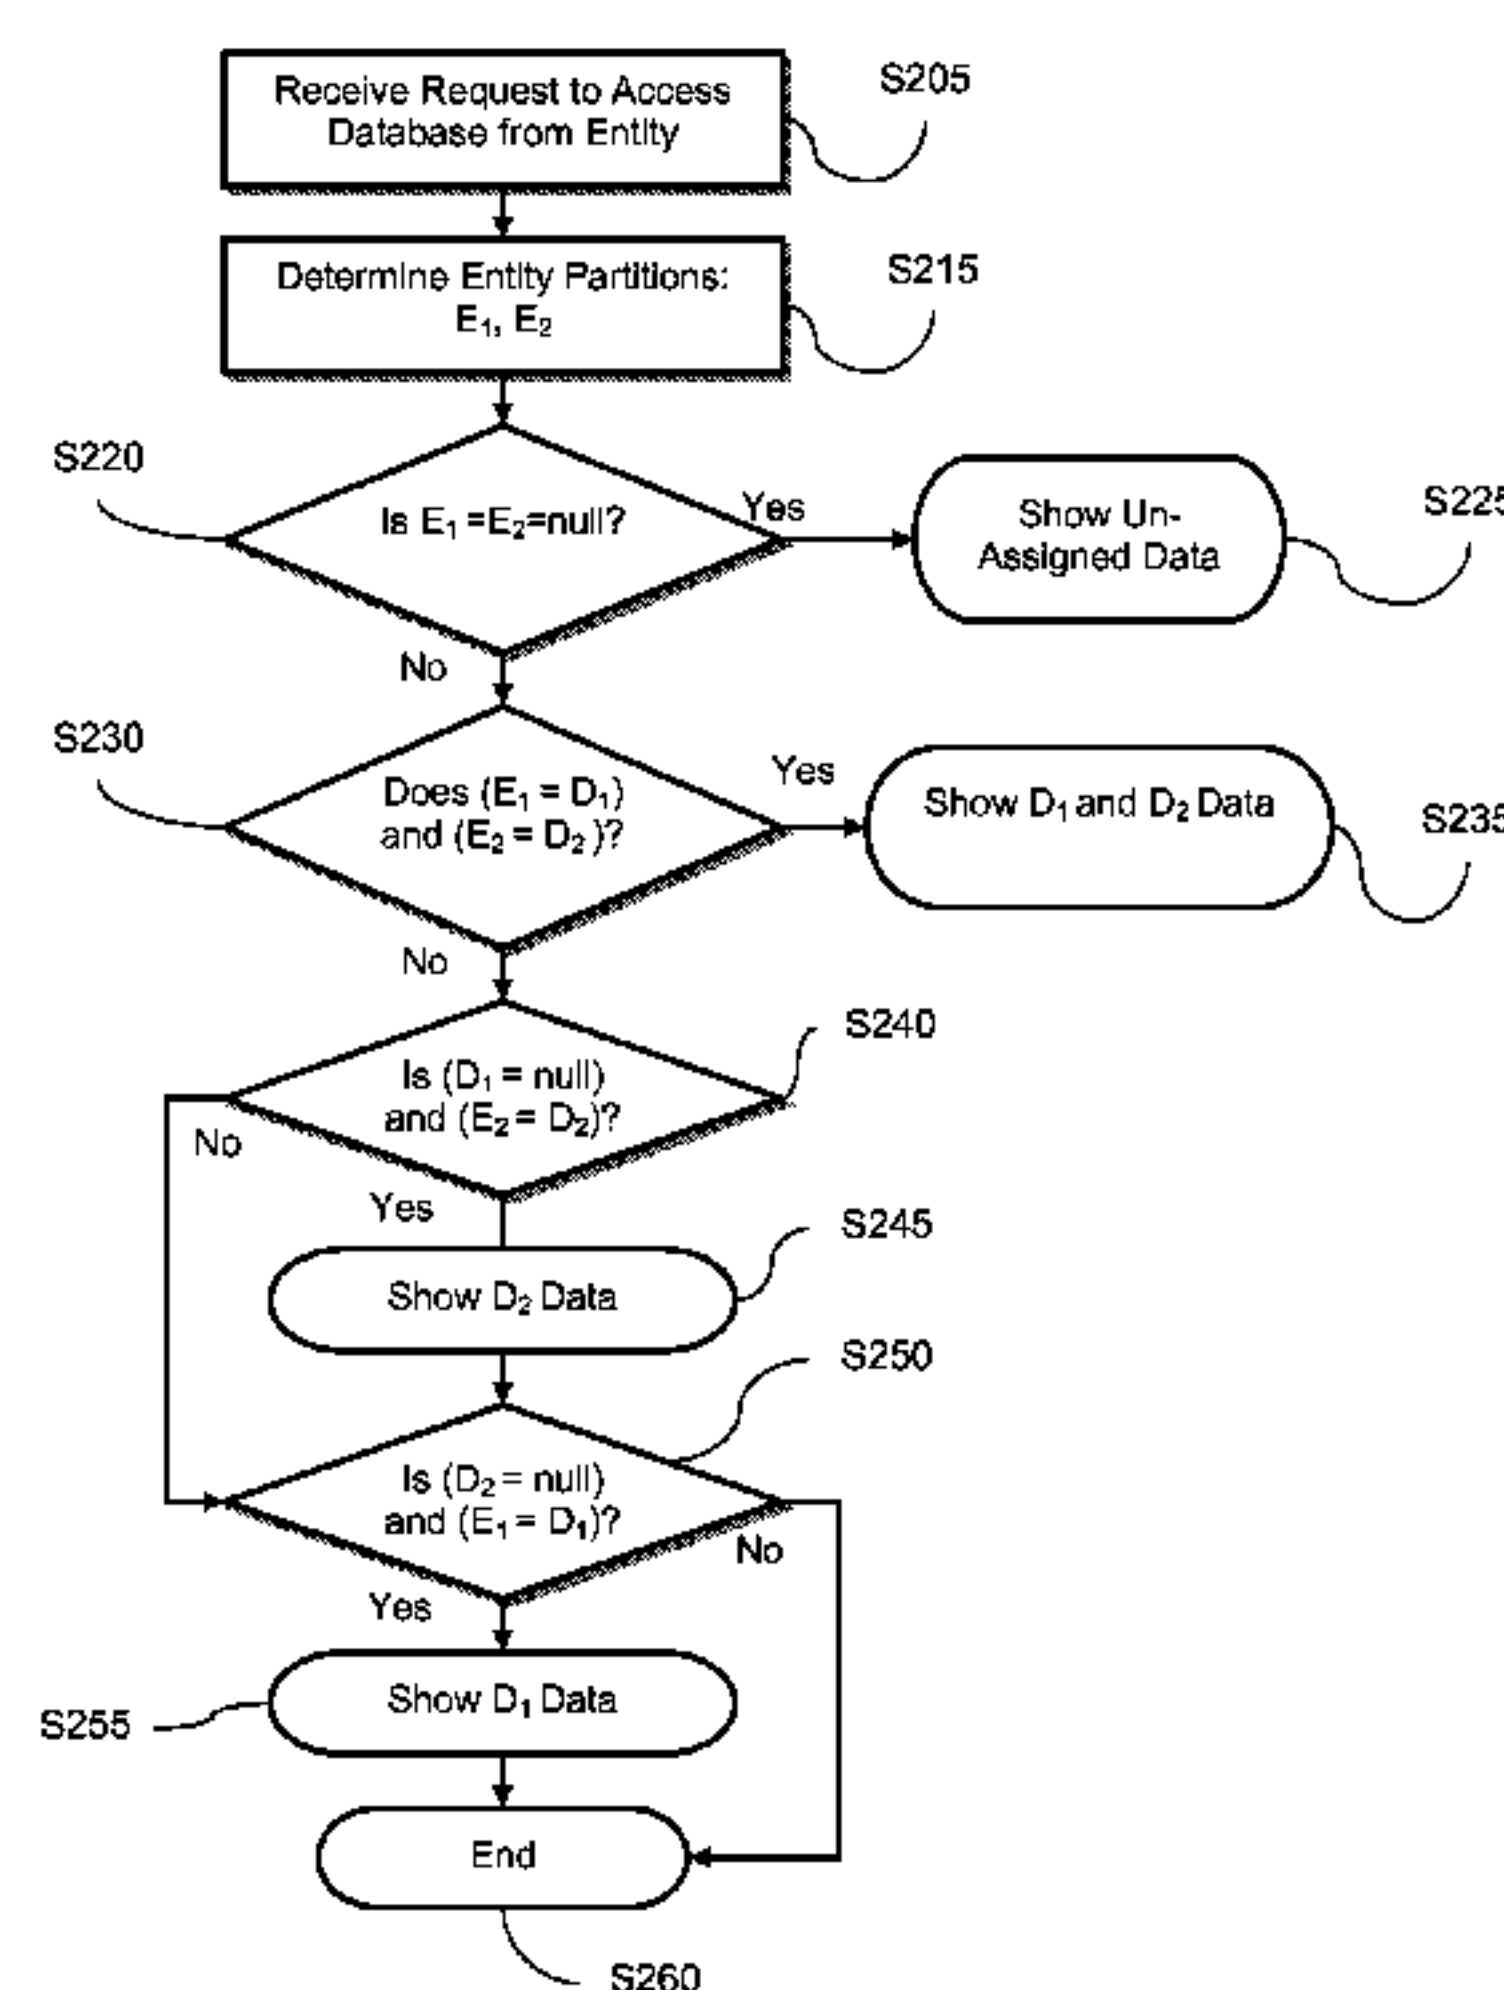 Receive Request to Access
Database from Entity
S205
Determine Entity Partitions:
E₁, E₂
S215
S220
Is E₁ =E₂=null?
Yes
Show Un-
Assigned Data
S225
No
S230
Does (E₁ = D₁)
and (E₂ = D₂)?
Yes
Show D₁ and D₂ Data
S235
No
S240
Is (D₁ = null)
and (E₂ = D₂)?
No
Yes
S245
Show D₂ Data
S250
Is (D₂ = null)
and (E₁ = D₁)?
No
Yes
Show D₁ Data
S255
End
S260